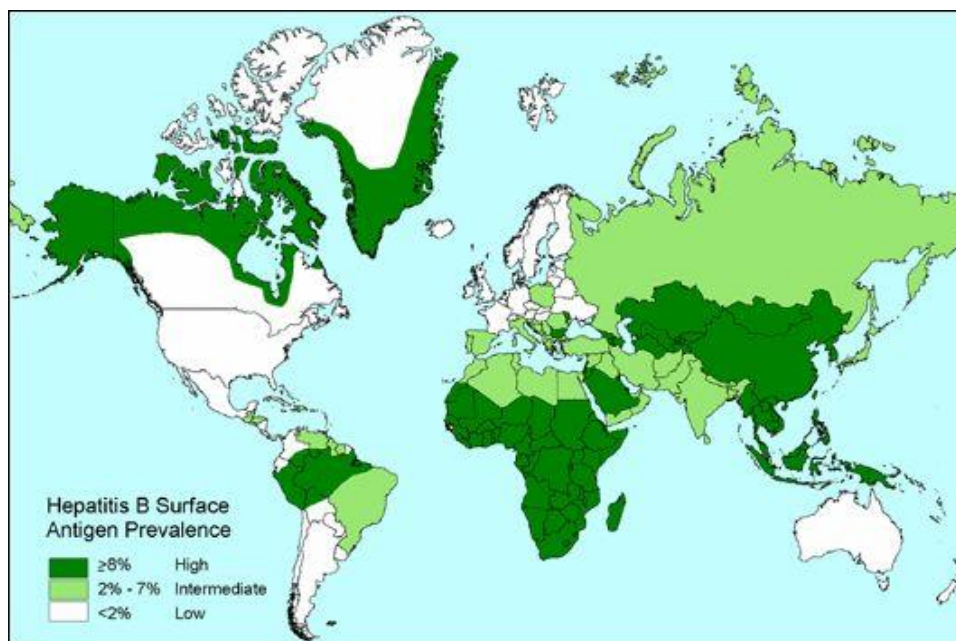 Hepatitis B Surface
Antigen Prevalence
≥8% High
2% - 7% Intermediate
<2% Low